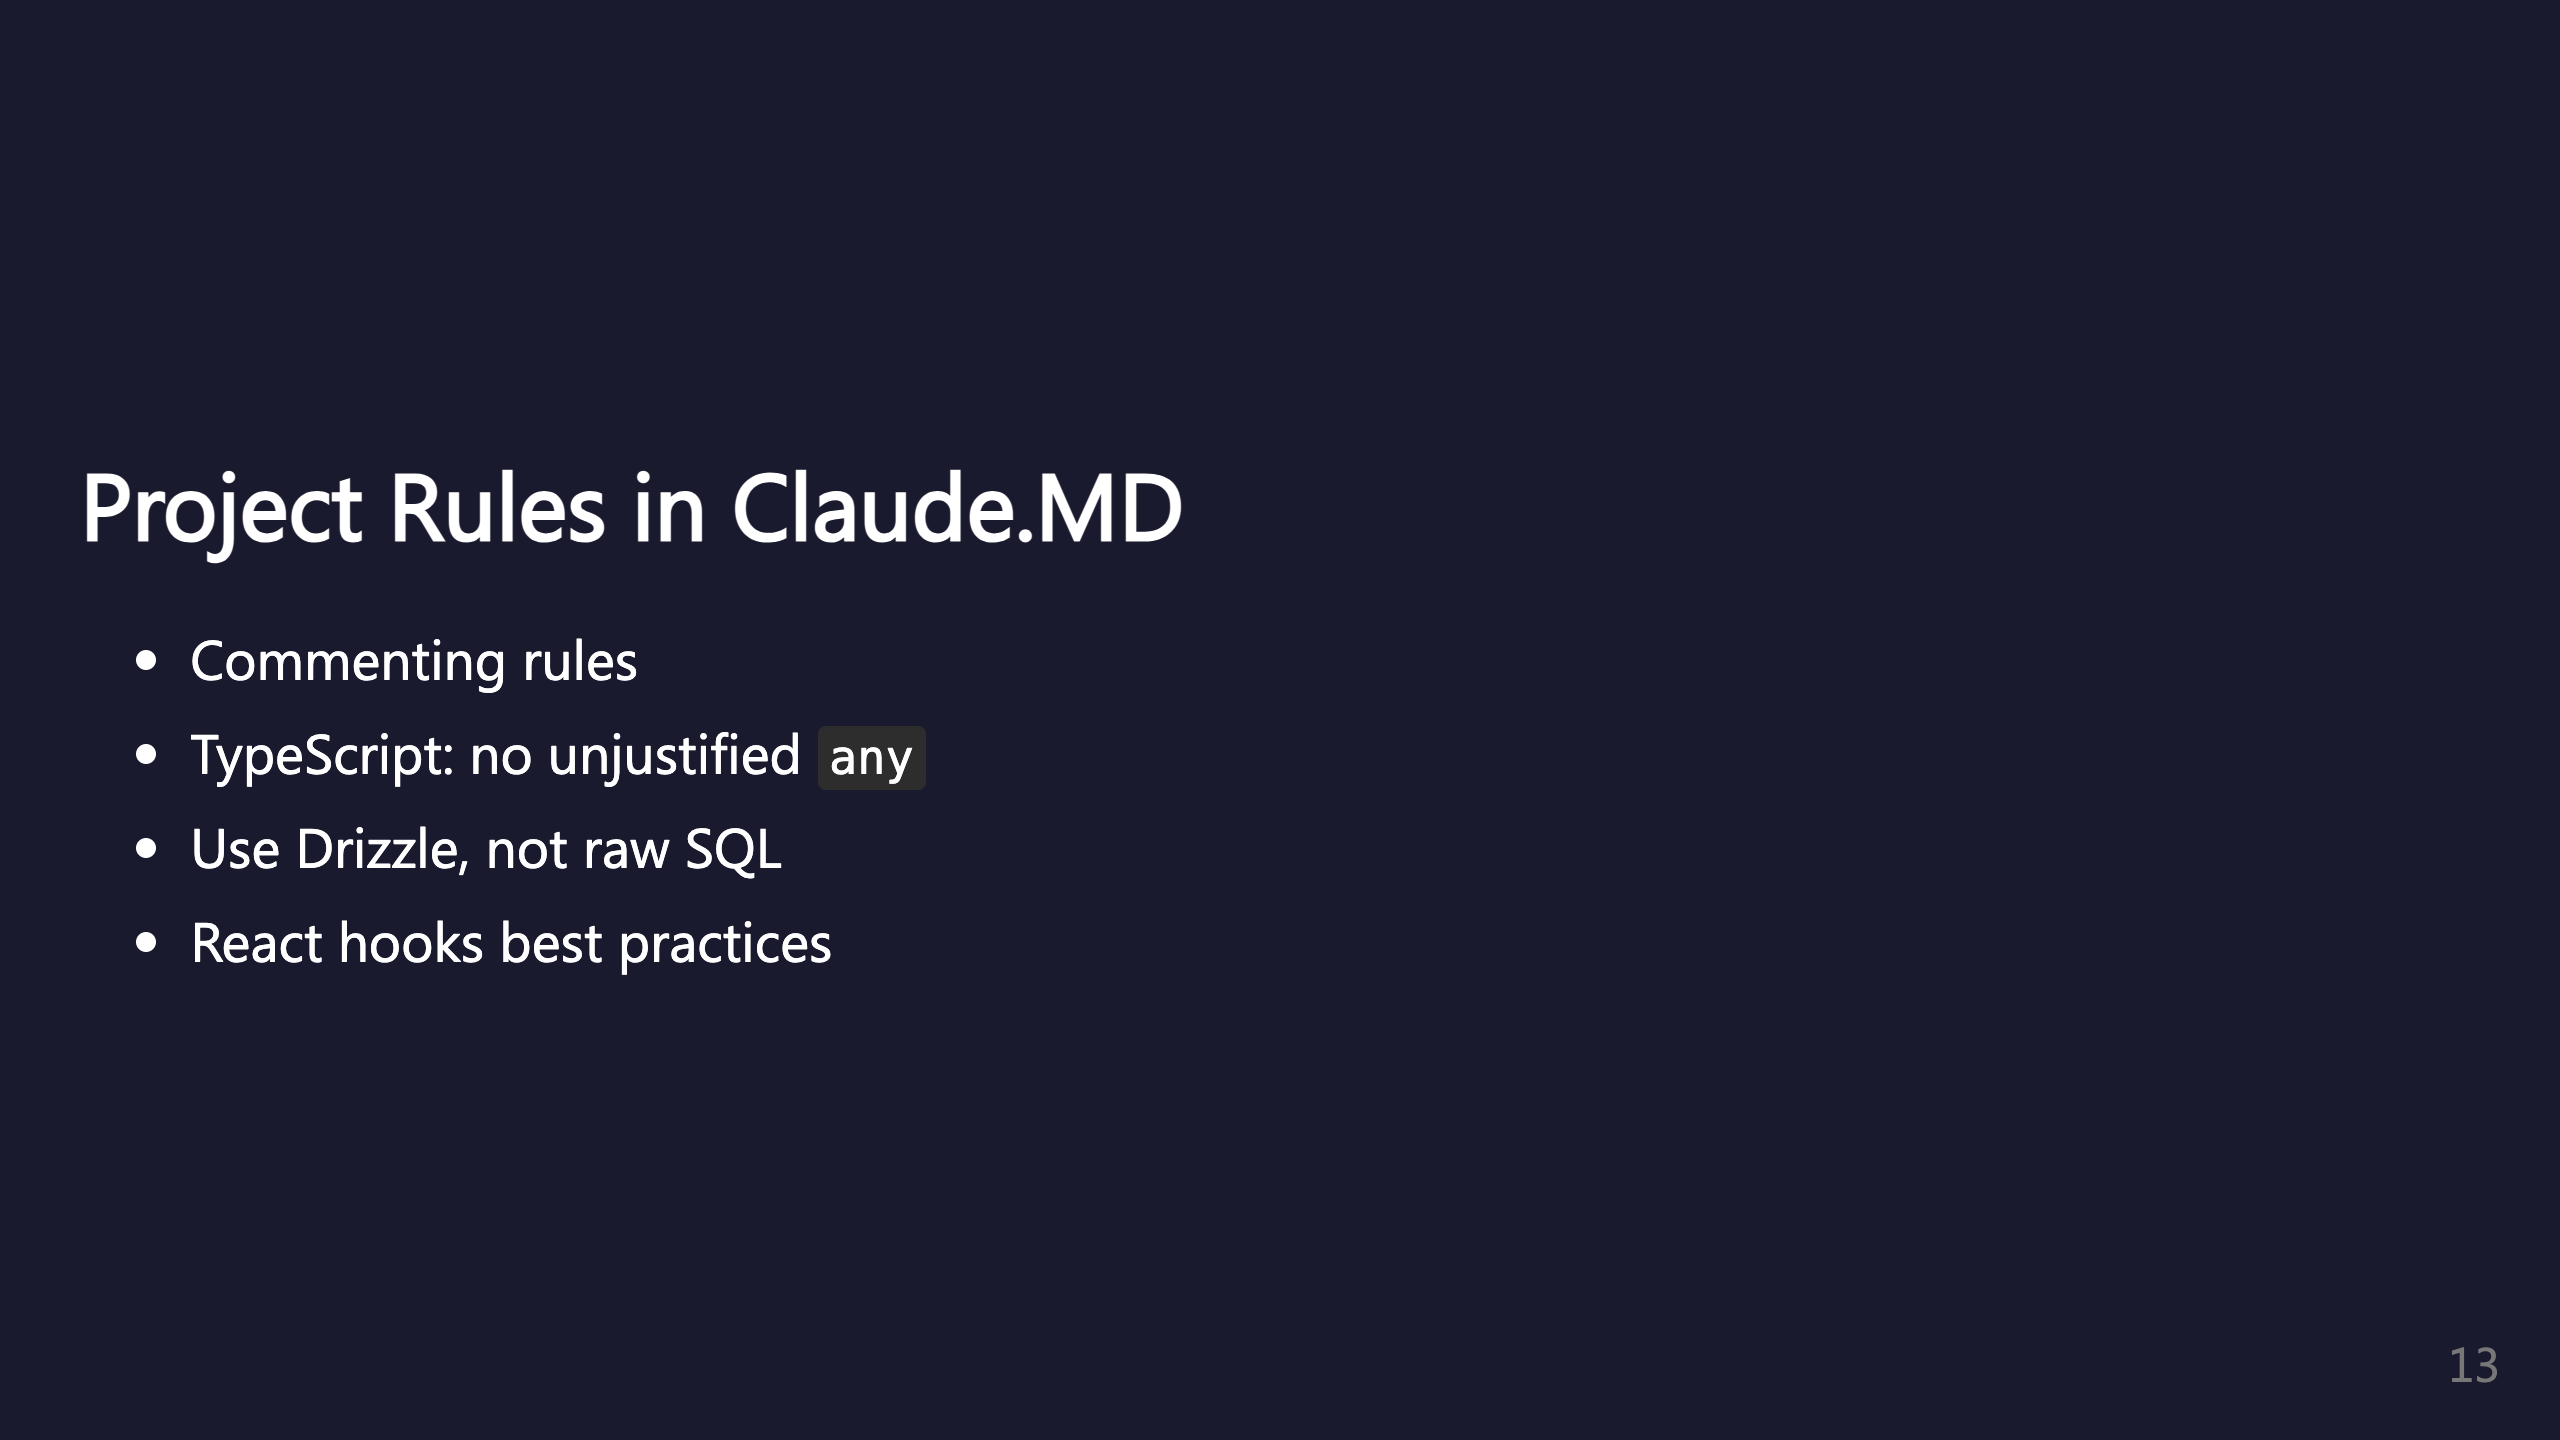 Project Rules in Claude.MD
• Commenting rules
• TypeScript: no unjustified any
• Use Drizzle, not raw SQL
• React hooks best practices
13